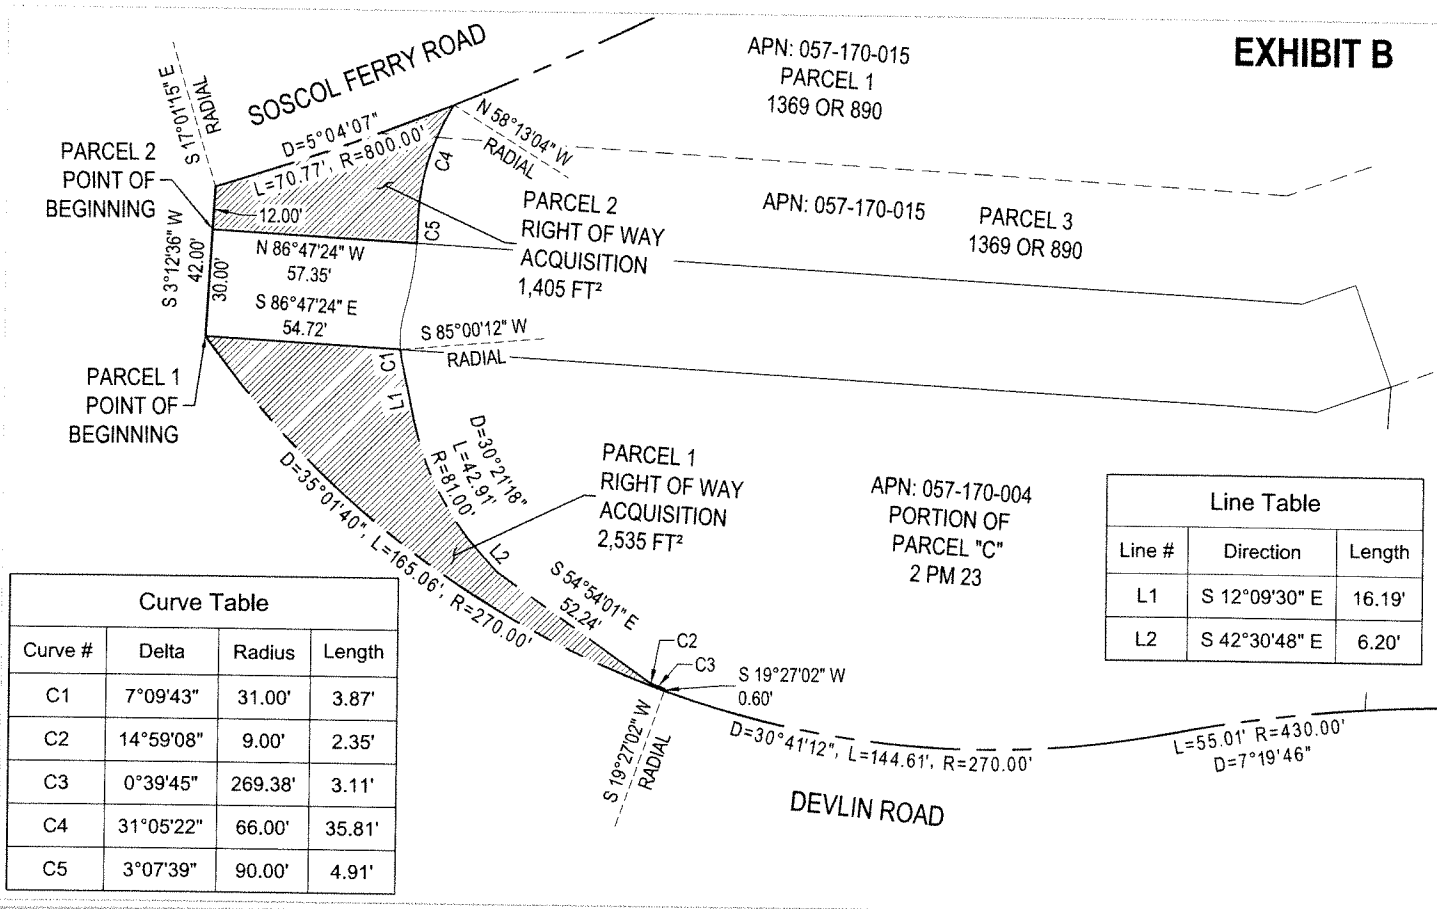 EXHIBIT B
SOSCOL FERRY ROAD
S 17°01'15" E
RADIAL
D=5°04'07"
L=70.77', R=800.00'
N 58°13'04" W
RADIAL
C4
C5
APN: 057-170-015
PARCEL 1
1369 OR 890
PARCEL 2
POINT OF
BEGINNING
12.00'
S 3°12'36" W
42.00'
30.00'
N 86°47'24" W
57.35'
S 86°47'24" E
54.72'
PARCEL 2
RIGHT OF WAY
ACQUISITION
1,405 FT²
APN: 057-170-015
PARCEL 3
1369 OR 890
S 85°00'12" W
RADIAL
C1
L1
PARCEL 1
POINT OF
BEGINNING
D=30°21'18"
L=42.91'
R=81.00'
D=35°01'40", L=165.06', R=270.00'
PARCEL 1
RIGHT OF WAY
ACQUISITION
2,535 FT²
L2
S 54°54'01" E
52.24'
C2
C3
S 19°27'02" W
0.60'
S 19°27'02" W
RADIAL
APN: 057-170-004
PORTION OF
PARCEL "C"
2 PM 23
D=30°41'12", L=144.61', R=270.00'
L=55.01' R=430.00'
D=7°19'46"
DEVLIN ROAD
Line Table
Line # Direction Length
L1 S 12°09'30" E 16.19'
L2 S 42°30'48" E 6.20'
Curve Table
Curve # Delta Radius Length
C1 7°09'43" 31.00' 3.87'
C2 14°59'08" 9.00' 2.35'
C3 0°39'45" 269.38' 3.11'
C4 31°05'22" 66.00' 35.81'
C5 3°07'39" 90.00' 4.91'